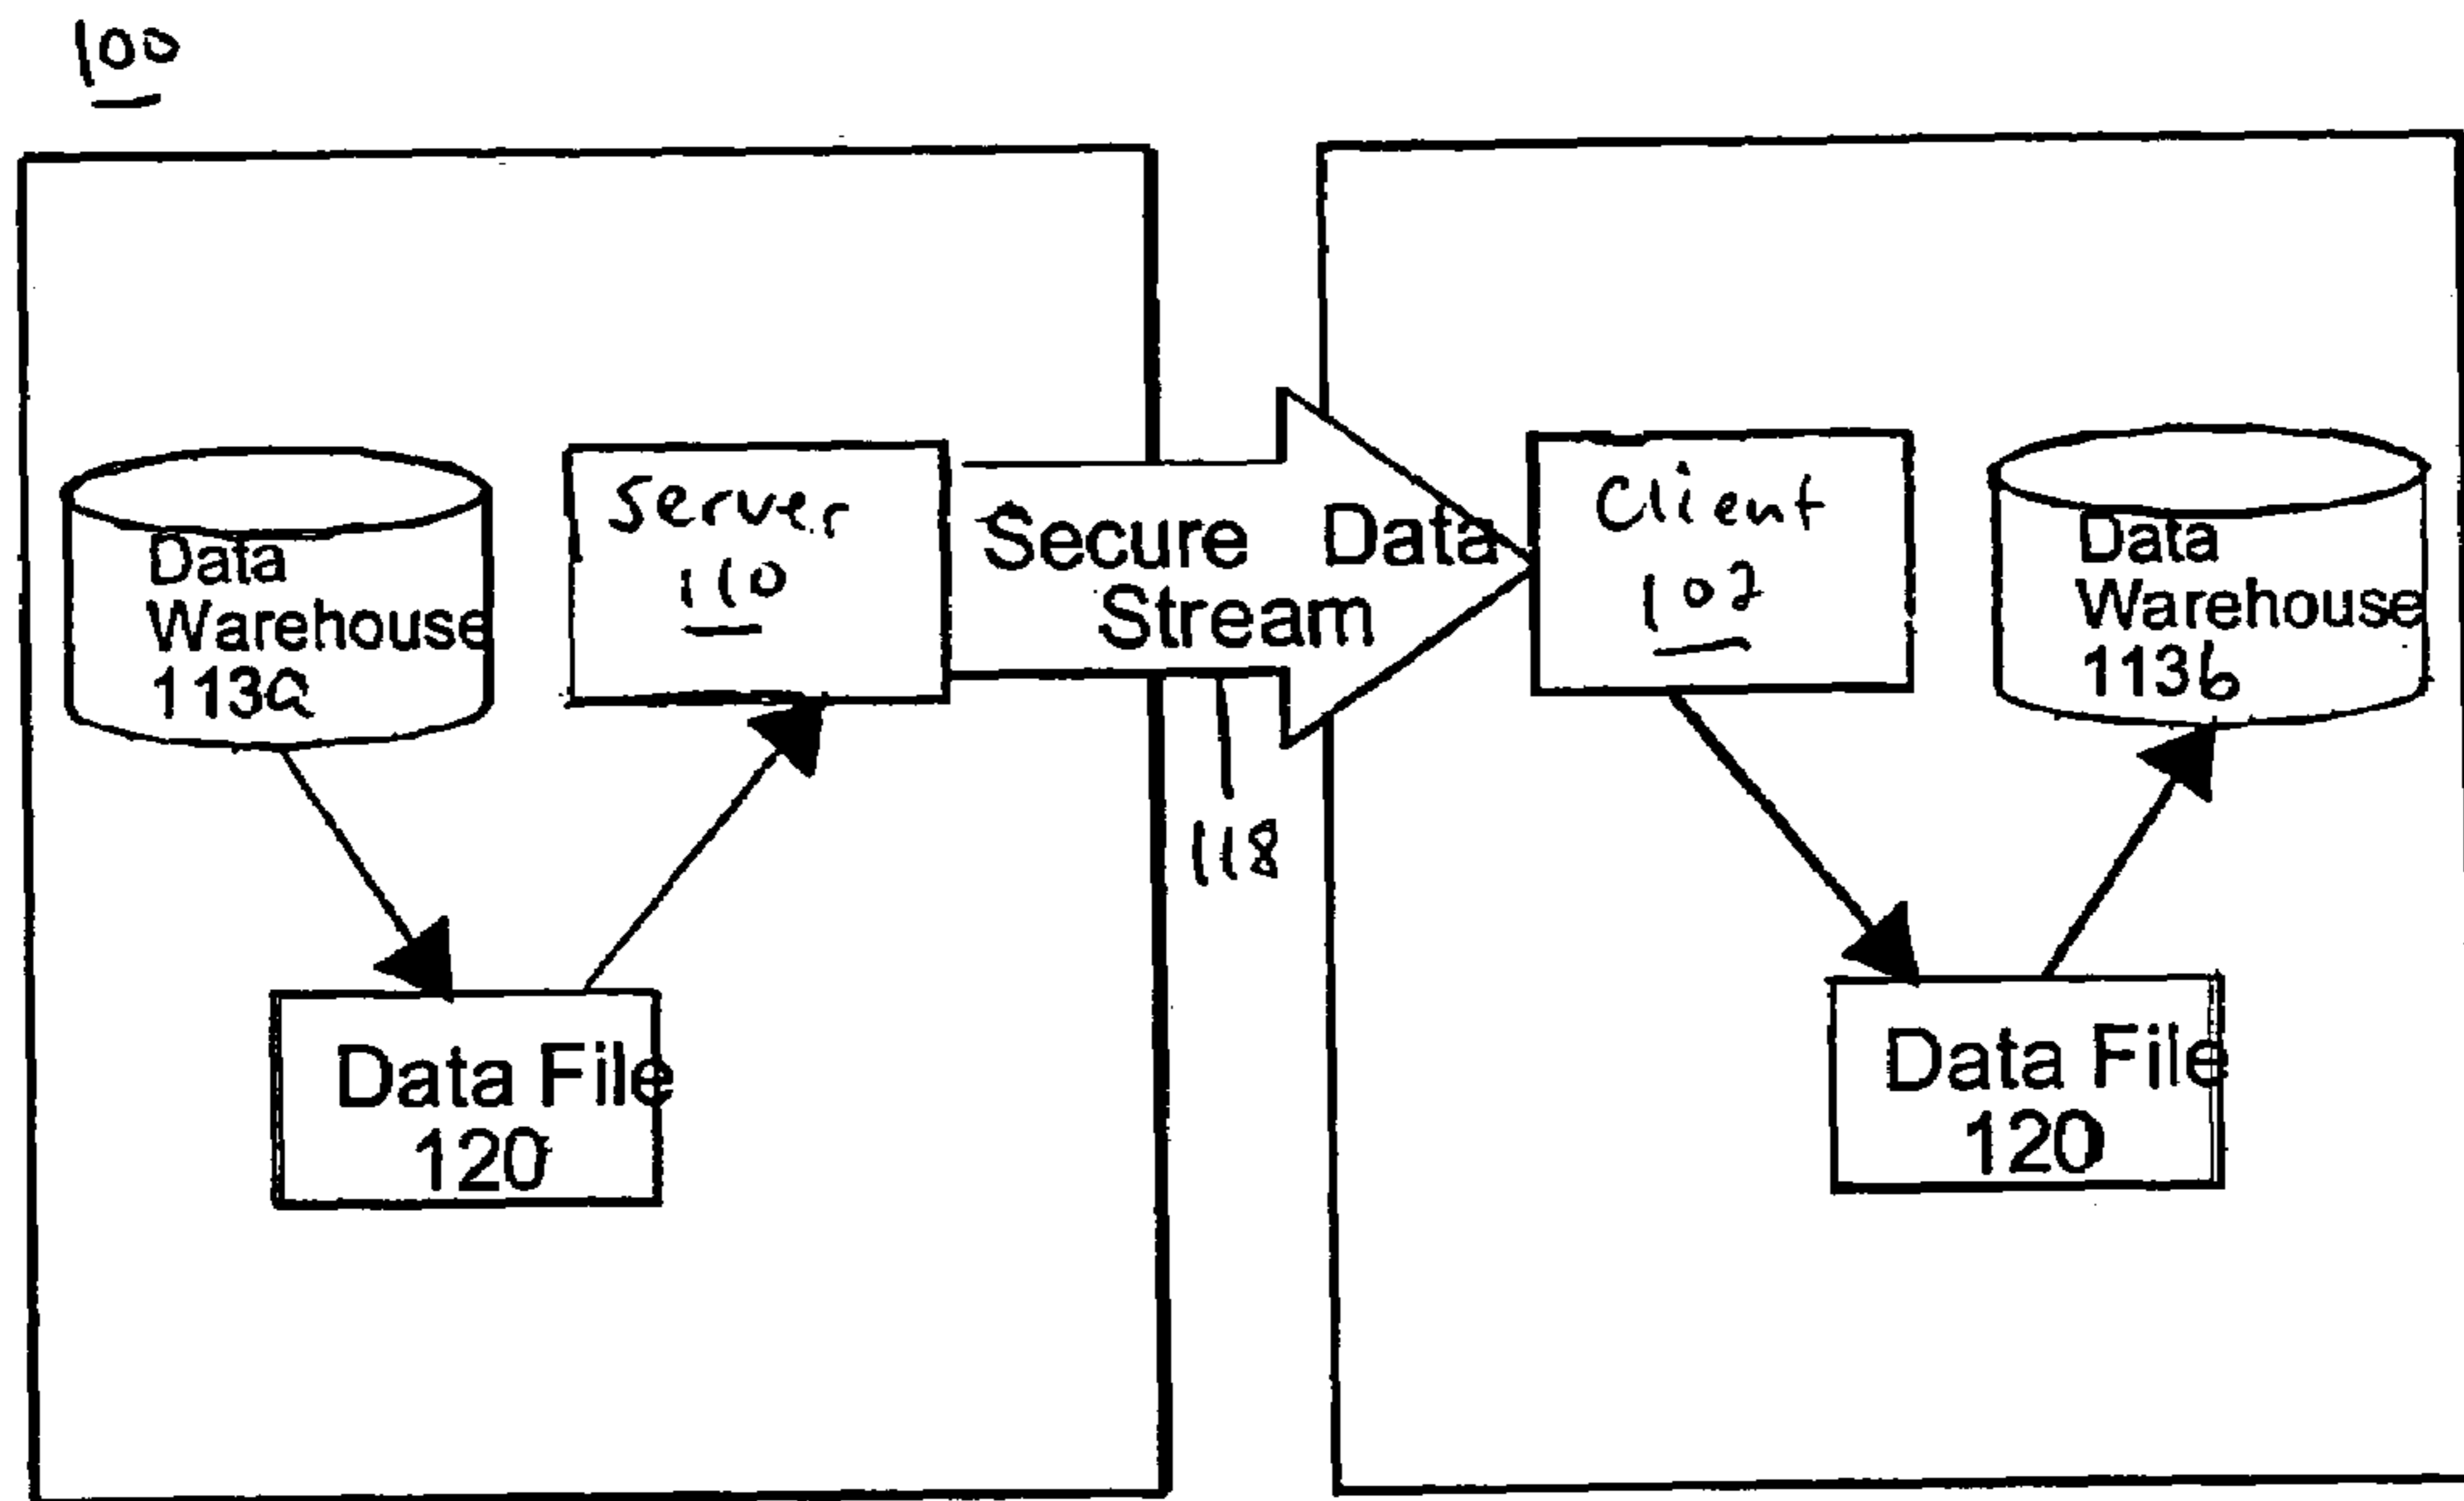 100
Data
Warehouse
113a
Server
110
Secure Data
Stream
118
Data File
120
Client
102
Data
Warehouse
113b
Data File
120